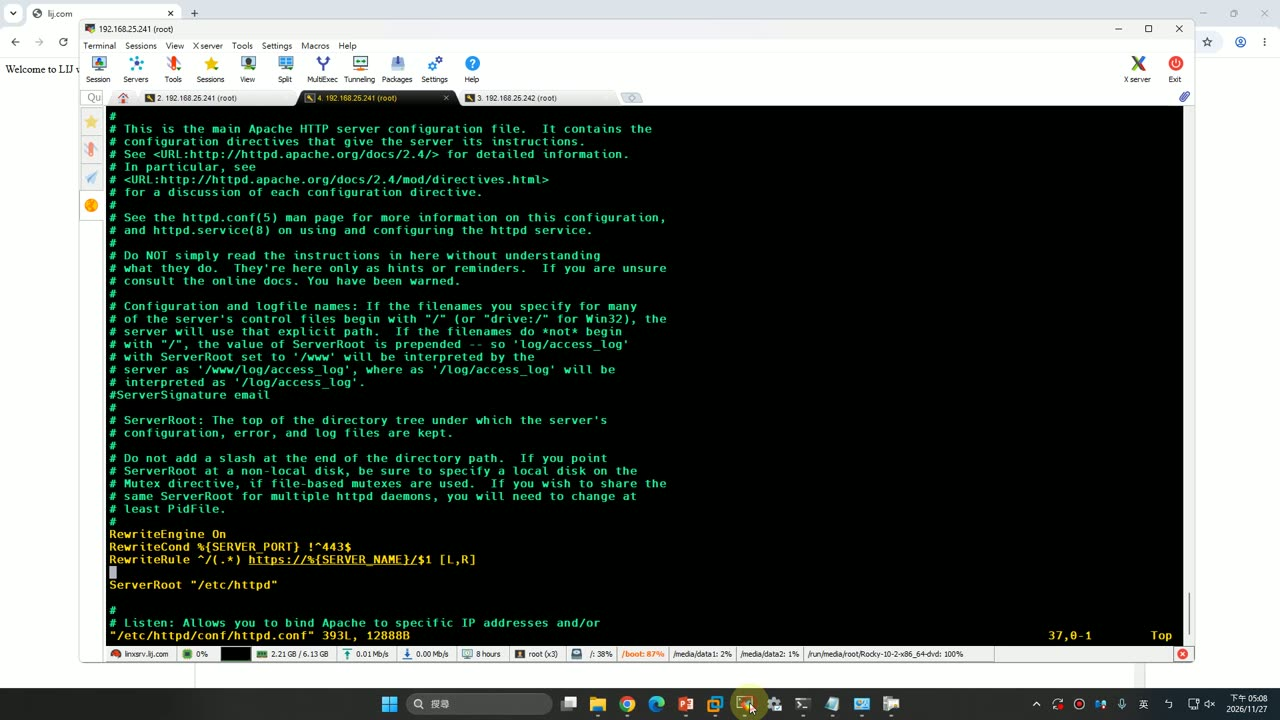 lij.com
192.168.25.241 (root)
Terminal Sessions View X server Tools Settings Macros Help
Session Servers Tools Sessions View Split MultiExec Tunneling Packages Settings Help X server Exit
Welcome to LIJ
Qu
2. 192.168.25.241 (root) 4. 192.168.25.241 (root) 3. 192.168.25.242 (root)
#
# This is the main Apache HTTP server configuration file.  It contains the
# configuration directives that give the server its instructions.
# See <URL:http://httpd.apache.org/docs/2.4/> for detailed information.
# In particular, see
# <URL:http://httpd.apache.org/docs/2.4/mod/directives.html>
# for a discussion of each configuration directive.
#
# See the httpd.conf(5) man page for more information on this configuration,
# and httpd.service(8) on using and configuring the httpd service.
#
# Do NOT simply read the instructions in here without understanding
# what they do.  They're here only as hints or reminders.  If you are unsure
# consult the online docs. You have been warned.
#
# Configuration and logfile names: If the filenames you specify for many
# of the server's control files begin with "/" (or "drive:/" for Win32), the
# server will use that explicit path.  If the filenames do *not* begin
# with "/", the value of ServerRoot is prepended -- so 'log/access_log'
# with ServerRoot set to '/www' will be interpreted by the
# server as '/www/log/access_log', where as '/log/access_log' will be
# interpreted as '/log/access_log'.
#ServerSignature email
#
# ServerRoot: The top of the directory tree under which the server's
# configuration, error, and log files are kept.
#
# Do not add a slash at the end of the directory path.  If you point
# ServerRoot at a non-local disk, be sure to specify a local disk on the
# Mutex directive, if file-based mutexes are used.  If you wish to share the
# same ServerRoot for multiple httpd daemons, you will need to change at
# least PidFile.
#
RewriteEngine On
RewriteCond %{SERVER_PORT} !^443$
RewriteRule ^/(.*) https://%{SERVER_NAME}/$1 [L,R]
ServerRoot "/etc/httpd"
#
# Listen: Allows you to bind Apache to specific IP addresses and/or
"/etc/httpd/conf/httpd.conf" 393L, 12888B 37,0-1 Top
linxsrv.lij.com 0% 2.21 GB / 6.13 GB 0.01 Mb/s 0.00 Mb/s 8 hours root (x3) /: 38% /boot: 87% /media/data1: 2% /media/data2: 1% /run/media/root/Rocky-10-2-x86_64-dvd: 100%
搜尋
英
下午 05:08
2026/11/27